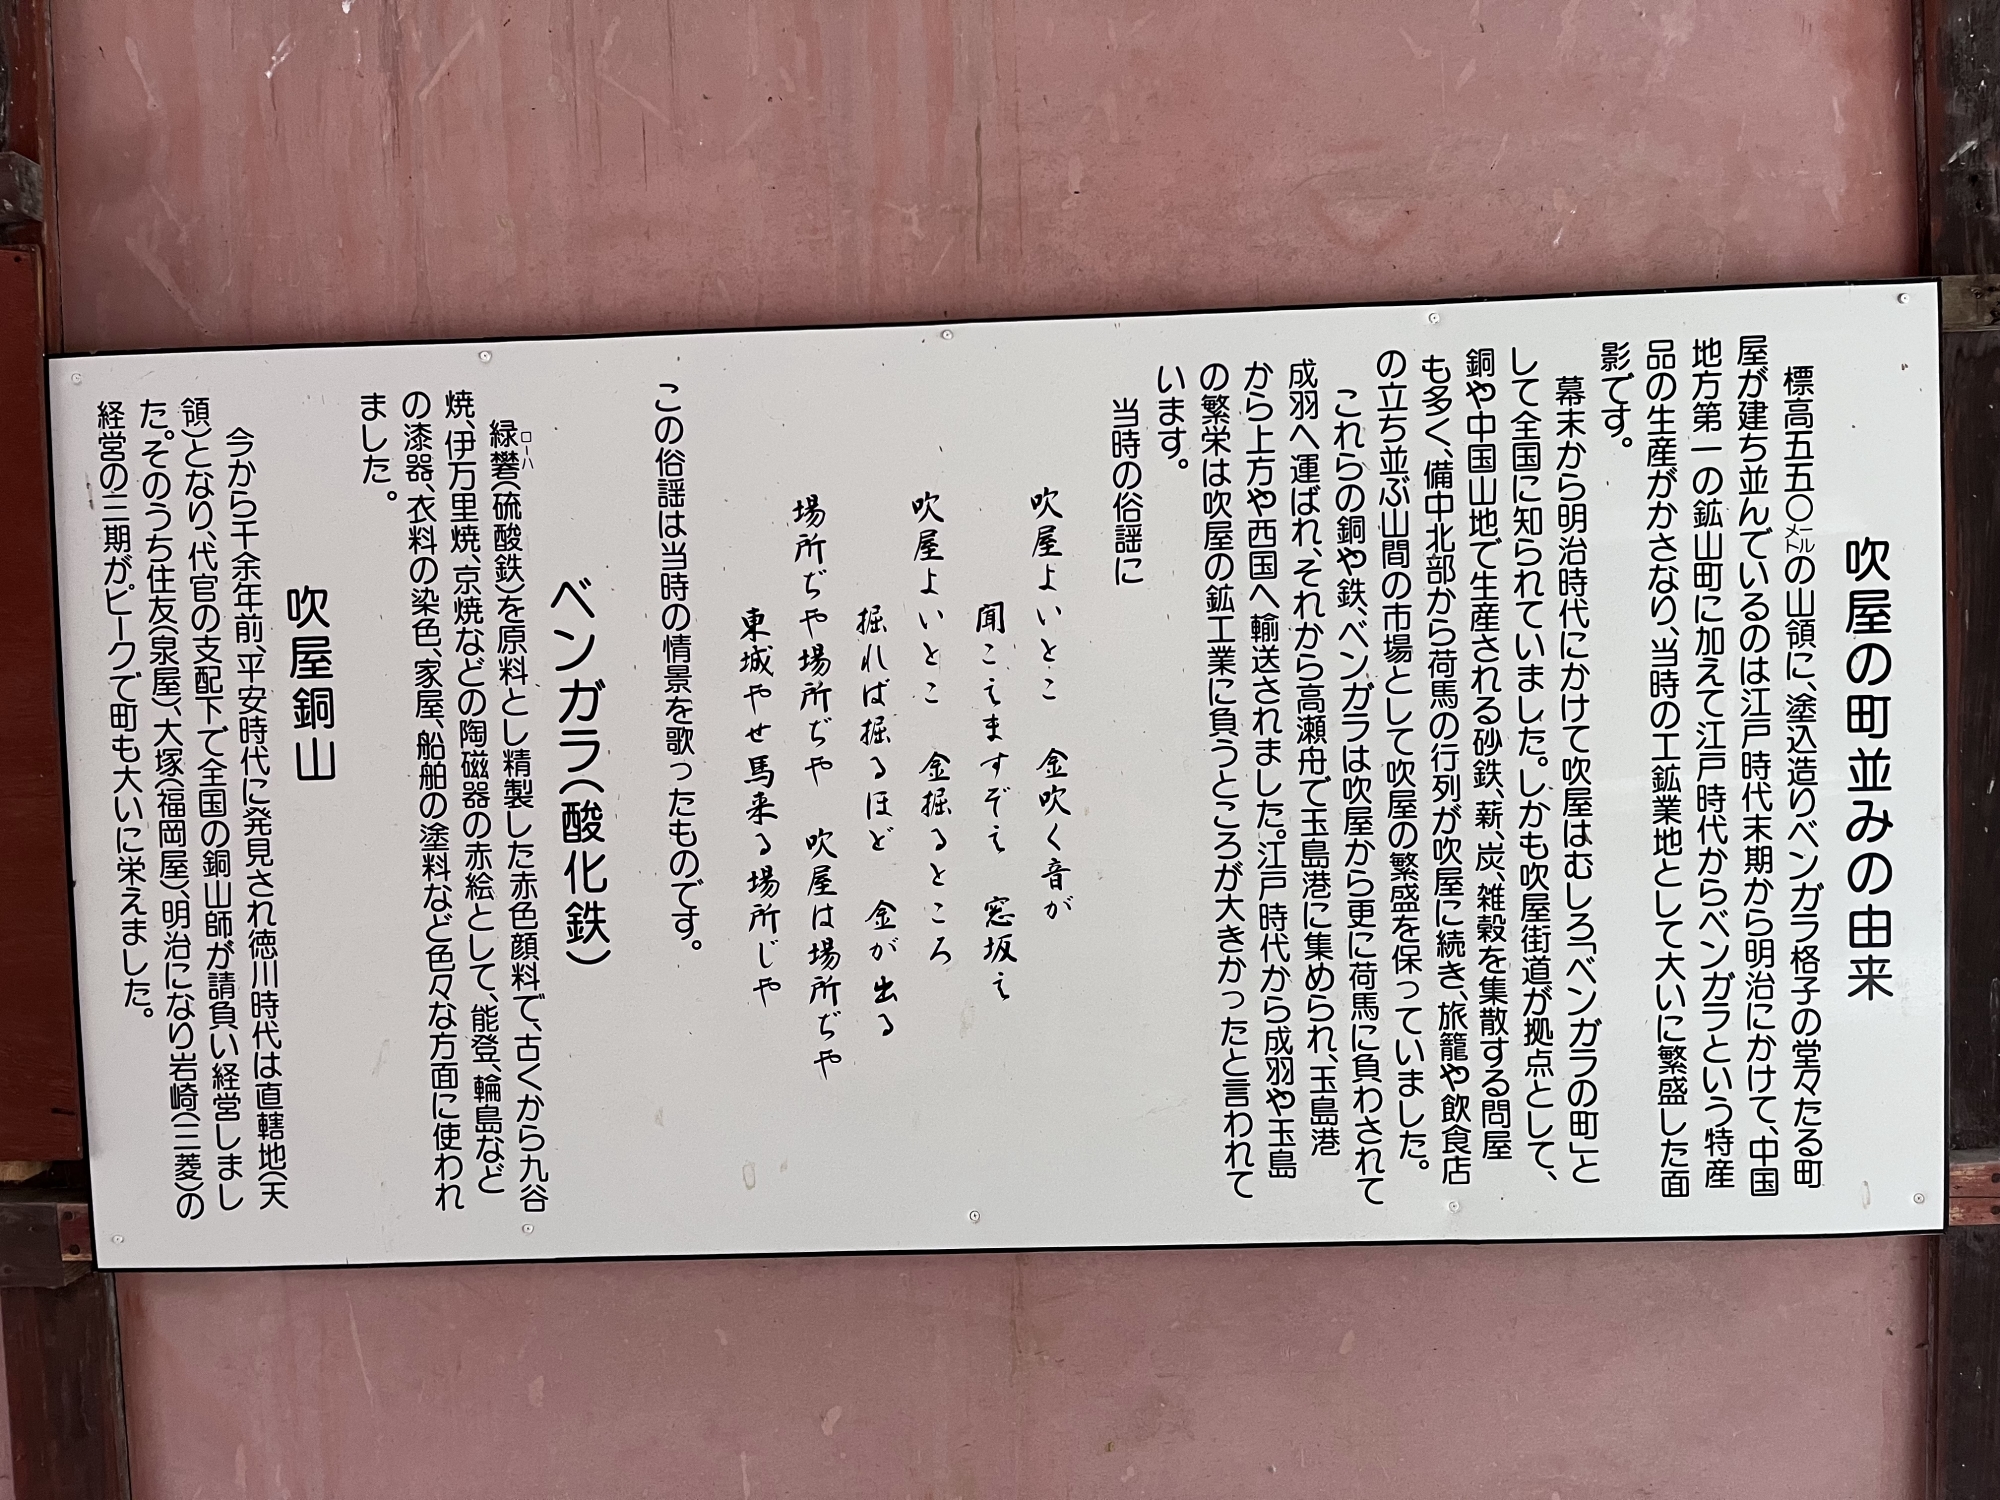 吹屋の町並みの由来
標高五五〇メートルの山領に、塗込造りベンガラ格子の堂々たる町
屋が建ち並んでいるのは江戸時代末期から明治にかけて、中国
地方第一の鉱山町に加えて江戸時代からベンガラという特産
品の生産がかさなり、当時の工鉱業地として大いに繁盛した面
影です。
幕末から明治時代にかけて吹屋はむしろ「ベンガラの町」と
して全国に知られていました。しかも吹屋街道が拠点として、
銅や中国山地で生産される砂鉄、薪、炭、雑穀を集散する問屋
も多く、備中北部から荷馬の行列が吹屋に続き、旅籠や飲食店
の立ち並ぶ山間の市場として吹屋の繁盛を保っていました。
これらの銅や鉄、ベンガラは吹屋から更に荷馬に負わされて
成羽へ運ばれ、それから高瀬舟で玉島港に集められ、玉島港
から上方や西国へ輸送されました。江戸時代から成羽や玉島
の繁栄は吹屋の鉱工業に負うところが大きかったと言われて
います。
当時の俗謡に
吹屋よいとこ 金吹く音が
聞こえますぞえ 窓坂え
吹屋よいとこ 金掘るところ
掘れば掘るほど 金が出る
場所ぢや場所ぢや 吹屋は場所ぢや
東城やせ馬来る場所じや
この俗謡は当時の情景を歌ったものです。
ベンガラ(酸化鉄)
緑礬ローハ(硫酸鉄)を原料とし精製した赤色顔料で、古くから九谷
焼、伊万里焼、京焼などの陶磁器の赤絵として、能登、輪島など
の漆器、衣料の染色、家屋、船舶の塗料など色々な方面に使われ
ました。
吹屋銅山
今から千余年前、平安時代に発見され徳川時代は直轄地(天
領)となり、代官の支配下で全国の銅山師が請負い経営しまし
た。そのうち住友(泉屋)、大塚(福岡屋)、明治になり岩崎(三菱)の
経営の三期がピークで町も大いに栄えました。